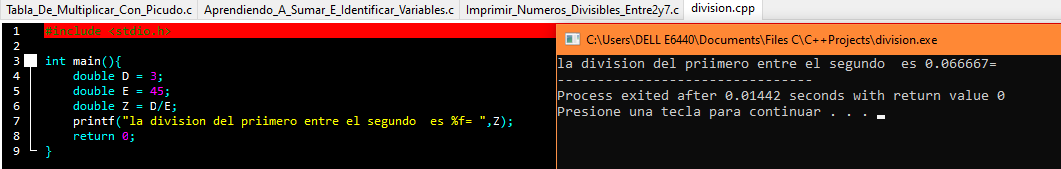 Tabla_De_Multiplicar_Con_Picudo.c Aprendiendo_A_Sumar_E_Identificar_Variables.c Imprimir_Numeros_Divisibles_Entre2y7.c division.cpp
1 #include <stdio.h>
2
3 int main(){
4 double D = 3;
5 double E = 45;
6 double Z = D/E;
7 printf("la division del priimero entre el segundo  es %f= ",Z);
8 return 0;
9 }
C:\Users\DELL E6440\Documents\Files C\C++Projects\division.exe
la division del priimero entre el segundo  es 0.066667=
--------------------------------
Process exited after 0.01442 seconds with return value 0
Presione una tecla para continuar . . .